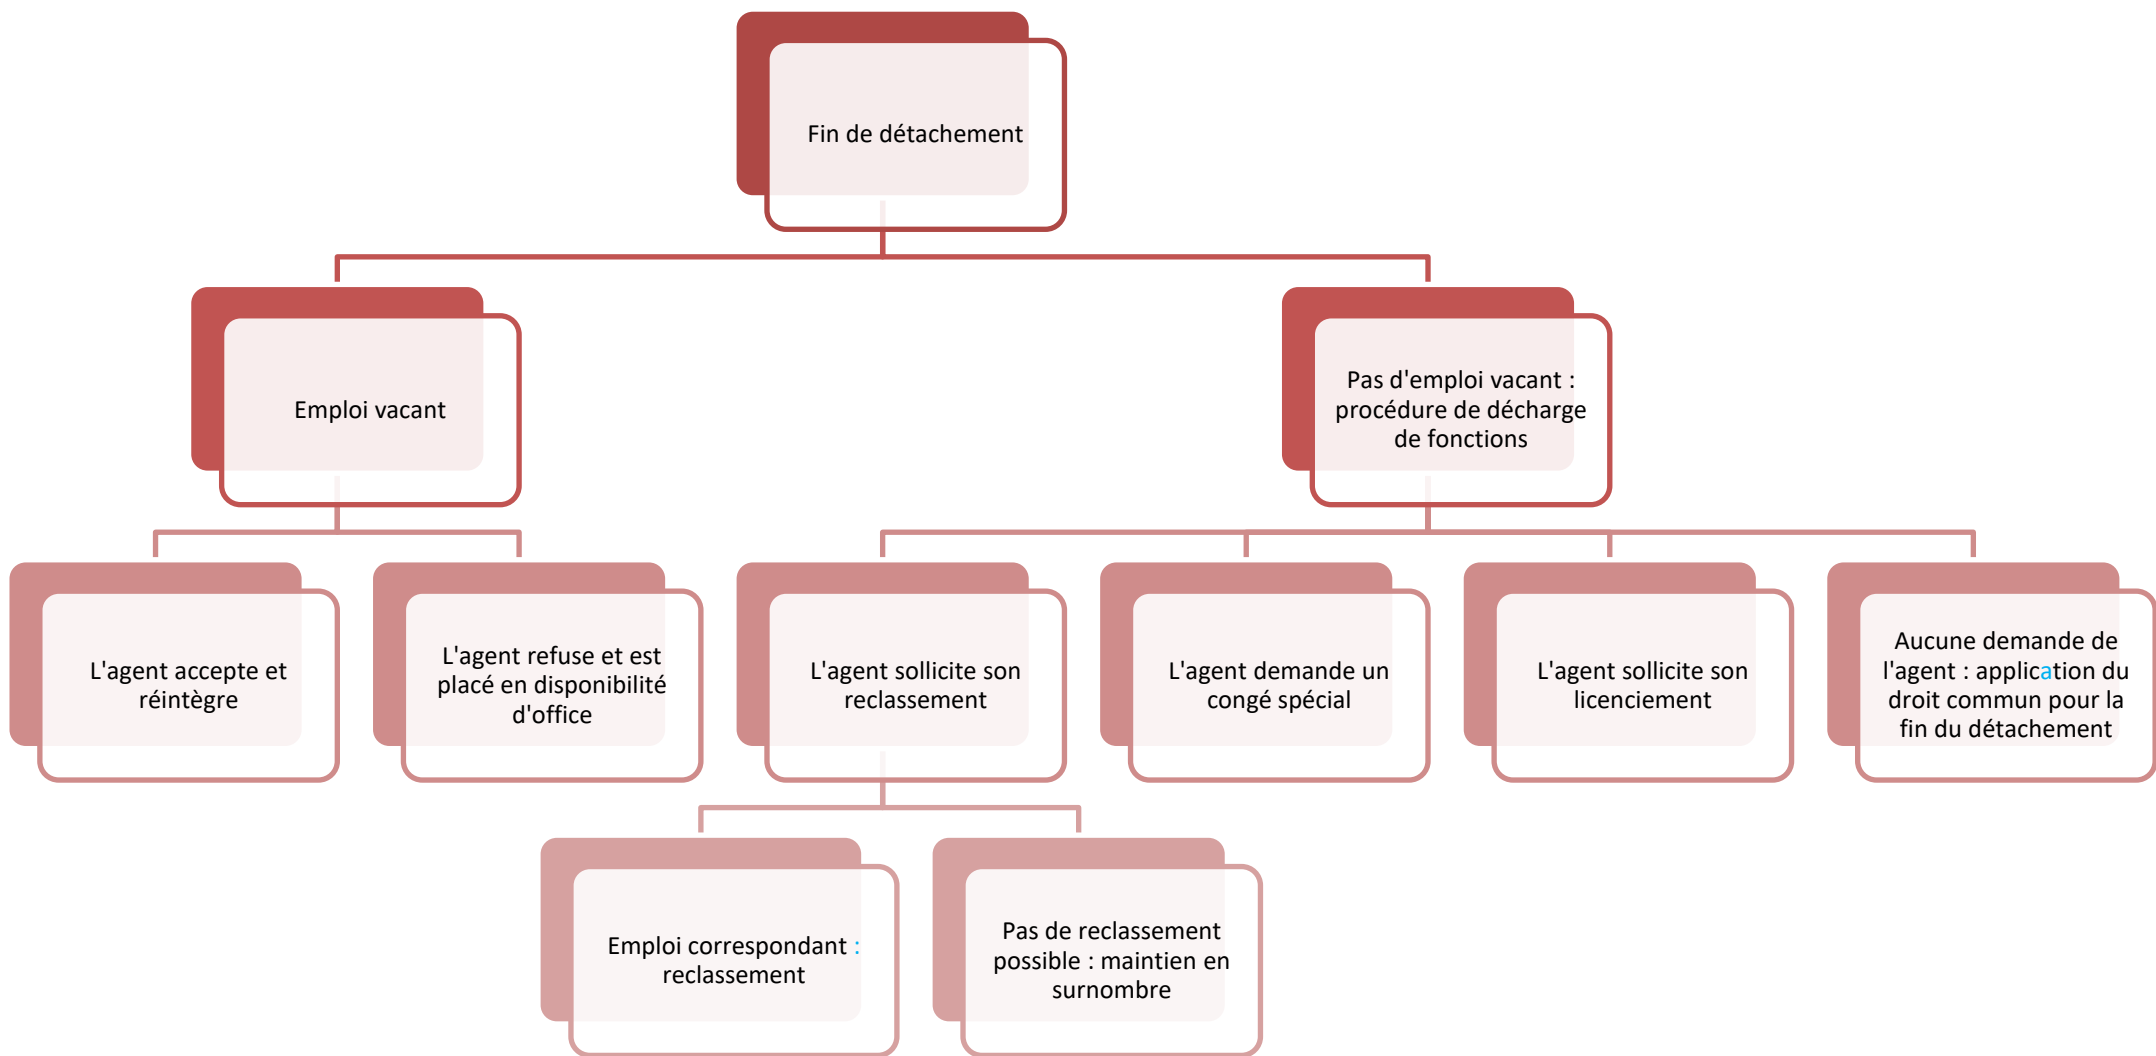 Fin de détachement
Emploi vacant
Pas d'emploi vacant :
procédure de décharge
de fonctions
L'agent accepte et
réintègre
L'agent refuse et est
placé en disponibilité
d'office
L'agent sollicite son
reclassement
L'agent demande un
congé spécial
L'agent sollicite son
licenciement
Aucune demande de
l'agent : application du
droit commun pour la
fin du détachement
Emploi correspondant :
reclassement
Pas de reclassement
possible : maintien en
surnombre